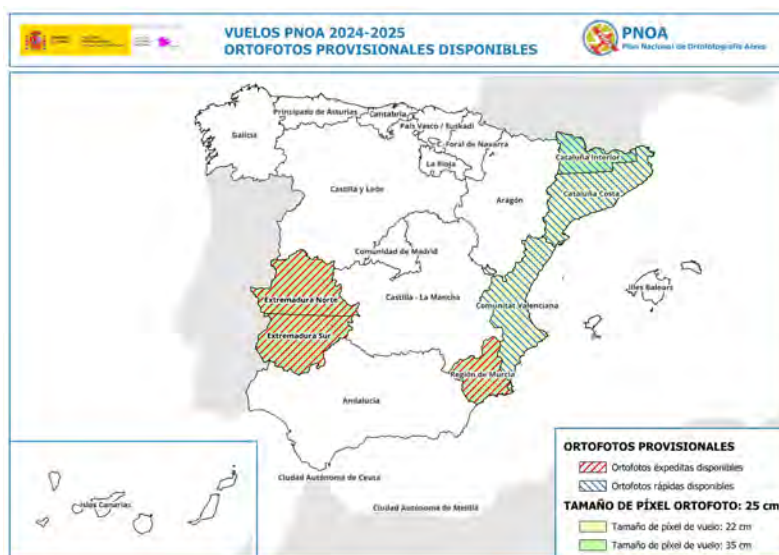 VUELOS PNOA 2024-2025
ORTOFOTOS PROVISIONALES DISPONIBLES
PNOA
Plan Nacional de Ortofotografía Aérea
Galicia
Principado de Asturias
Cantabria
País Vasco / Euskadi
C. Foral de Navarra
La Rioja
Cataluña Interior
Cataluña Costa
Castilla y León
Aragón
Comunidad de Madrid
Extremadura Norte
Castilla - La Mancha
Comunitat Valenciana
Illes Balears
Extremadura Sur
Región de Murcia
Andalucía
Ciudad Autónoma de Ceuta
Ciudad Autónoma de Melilla
Islas Canarias
ORTOFOTOS PROVISIONALES
Ortofotos éxpeditas disponibles
Ortofotos rápidas disponibles
TAMAÑO DE PÍXEL ORTOFOTO: 25 cm
Tamaño de píxel de vuelo: 22 cm
Tamaño de píxel de vuelo: 35 cm